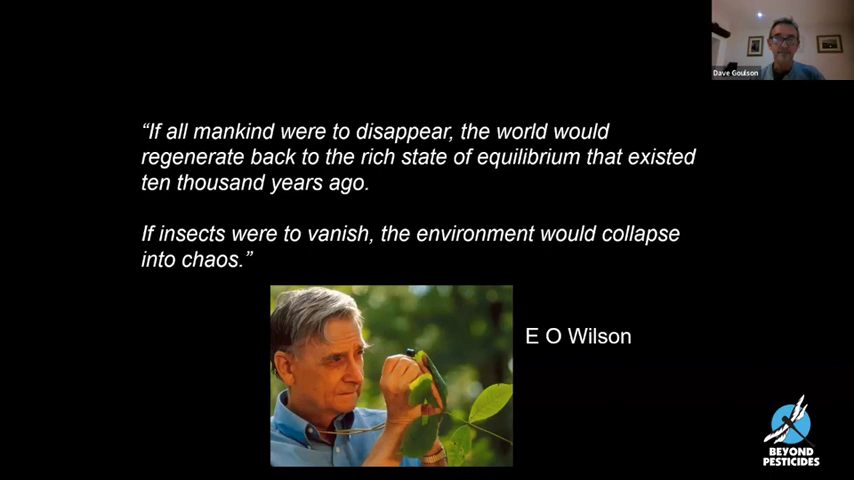 Dave Goulson
“If all mankind were to disappear, the world would
regenerate back to the rich state of equilibrium that existed
ten thousand years ago.
If insects were to vanish, the environment would collapse
into chaos.”
E O Wilson
BEYOND
PESTICIDES